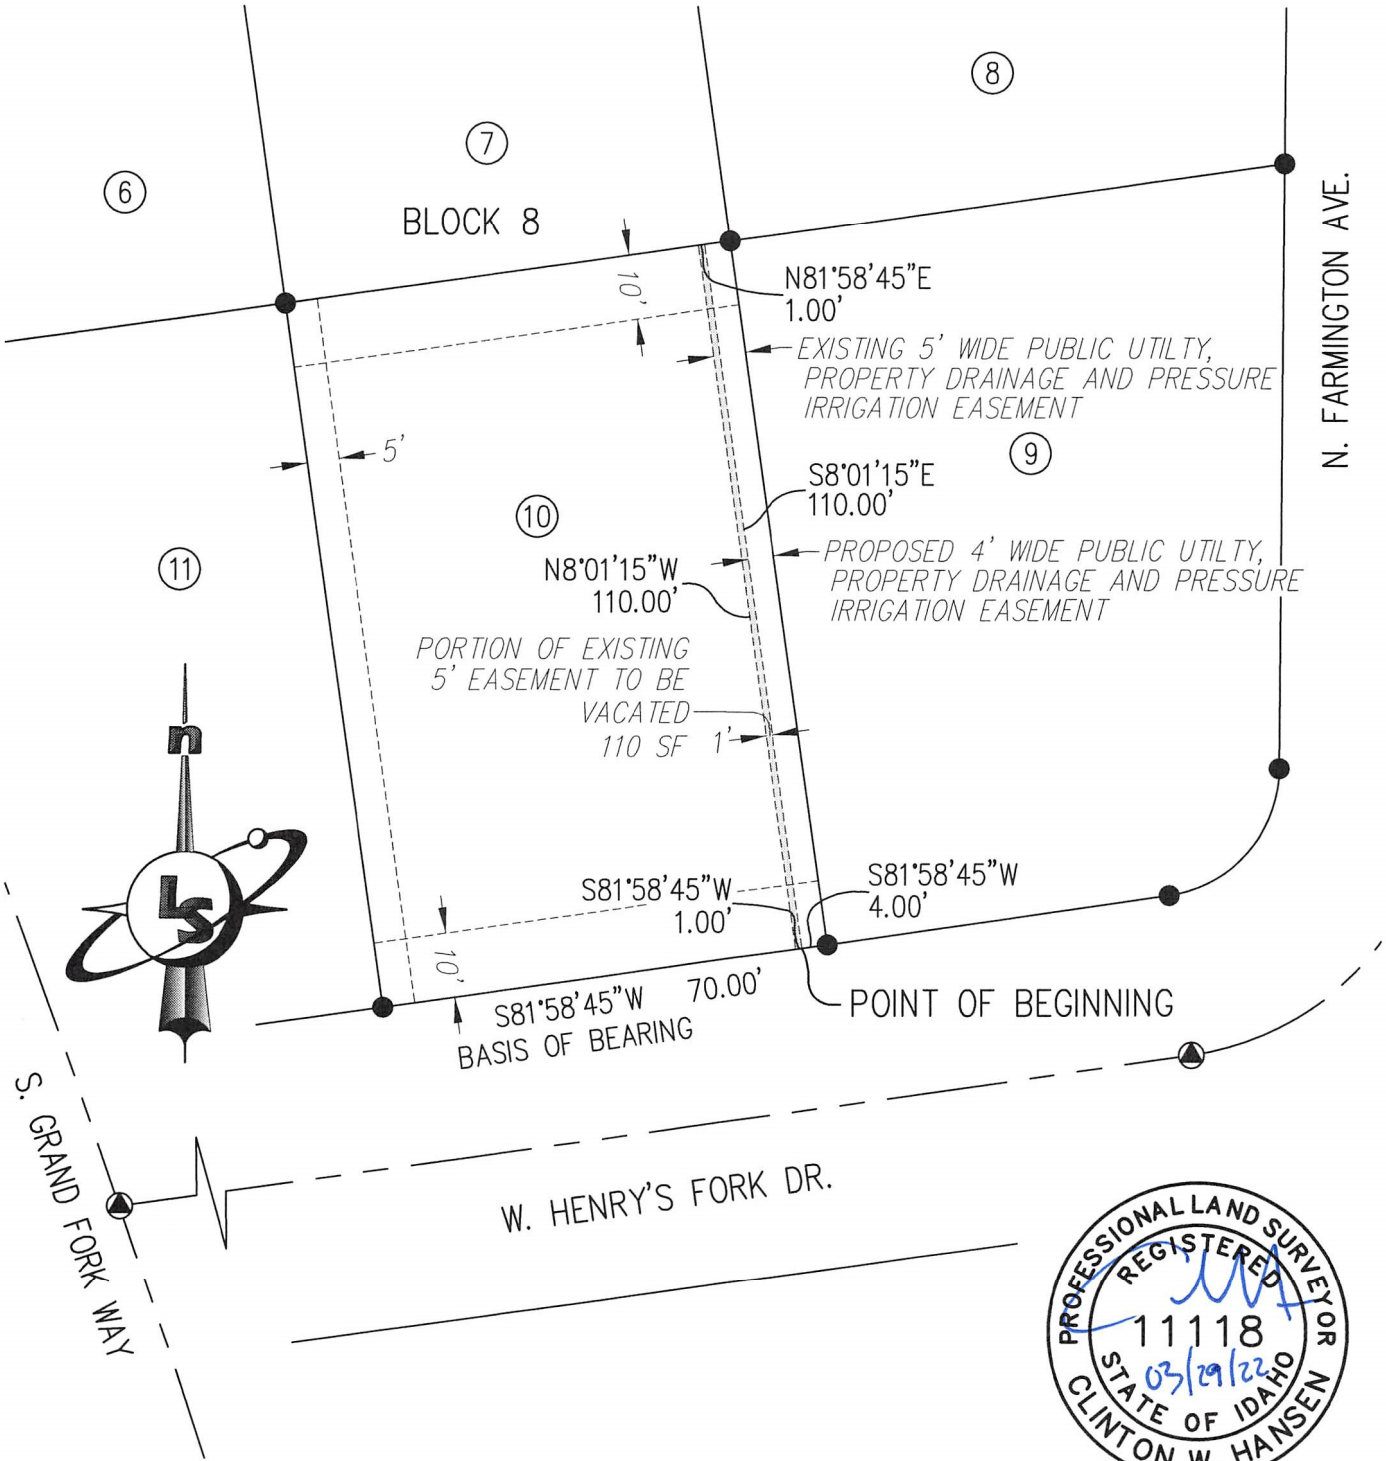 8
7
6
BLOCK 8
N. FARMINGTON AVE.
10'
N81°58'45"E
1.00'
EXISTING 5' WIDE PUBLIC UTILTY,
PROPERTY DRAINAGE AND PRESSURE
IRRIGATION EASEMENT
5'
9
S8°01'15"E
110.00'
10
11
PROPOSED 4' WIDE PUBLIC UTILTY,
PROPERTY DRAINAGE AND PRESSURE
IRRIGATION EASEMENT
N8°01'15"W
110.00'
PORTION OF EXISTING
5' EASEMENT TO BE
VACATED
110 SF 1'
n
LS
S81°58'45"W
1.00'
S81°58'45"W
4.00'
10'
S81°58'45"W 70.00'
BASIS OF BEARING
POINT OF BEGINNING
S. GRAND FORK WAY
W. HENRY'S FORK DR.
PROFESSIONAL LAND SURVEYOR
REGISTERED
11118
03/29/22
STATE OF IDAHO
CLINTON W. HANSEN